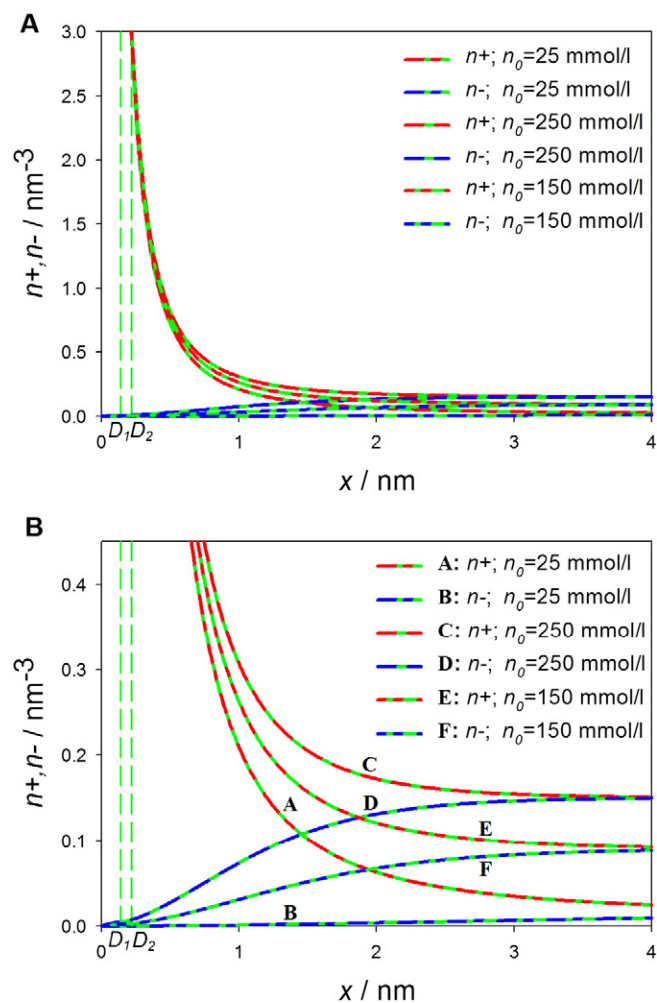 A
3.0
2.5
2.0
1.5
1.0
0.5
0.0
n+,n- / nm-3
n+; n0=25 mmol/l
n-; n0=25 mmol/l
n+; n0=250 mmol/l
n-; n0=250 mmol/l
n+; n0=150 mmol/l
n-; n0=150 mmol/l
0 D1 D2 1 2 3 4
x / nm
B
0.4
0.3
0.2
0.1
0.0
n+,n- / nm-3
A: n+; n0=25 mmol/l
B: n-; n0=25 mmol/l
C: n+; n0=250 mmol/l
D: n-; n0=250 mmol/l
E: n+; n0=150 mmol/l
F: n-; n0=150 mmol/l
C
A
D
E
F
B
0 D1 D2 1 2 3 4
x / nm